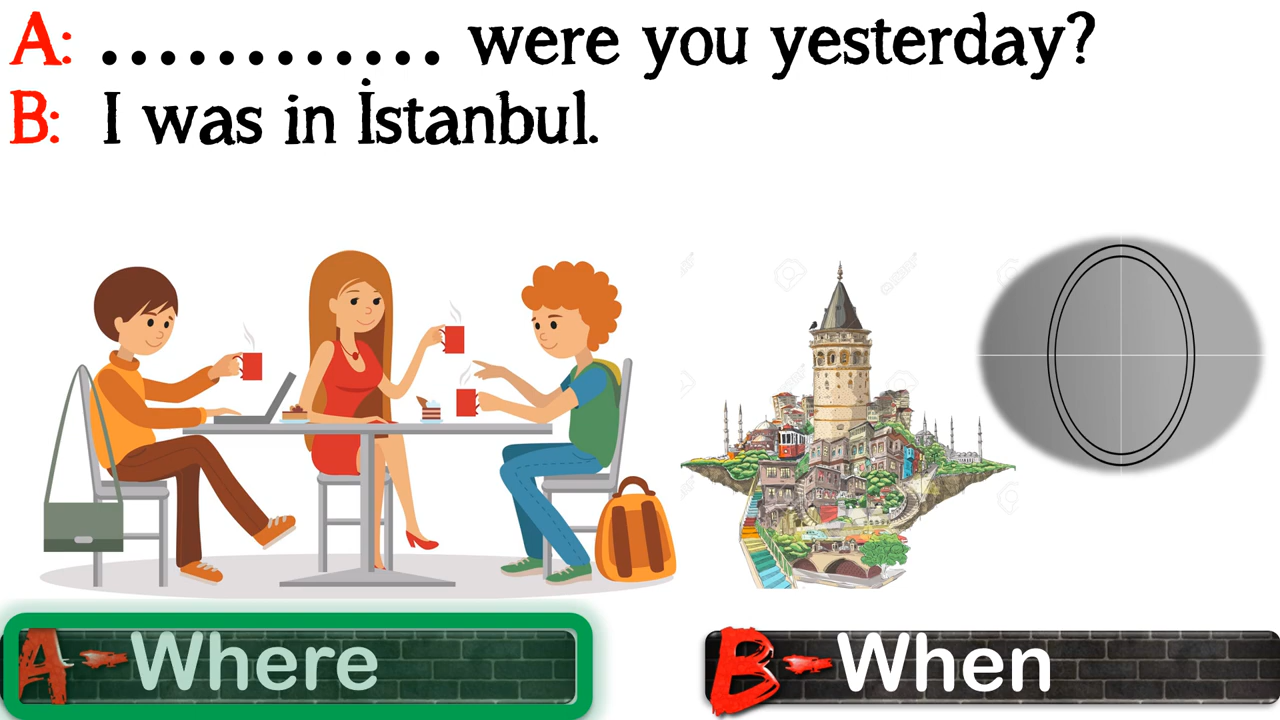 A: ............ were you yesterday?
B: I was in İstanbul.
A- Where
B- When